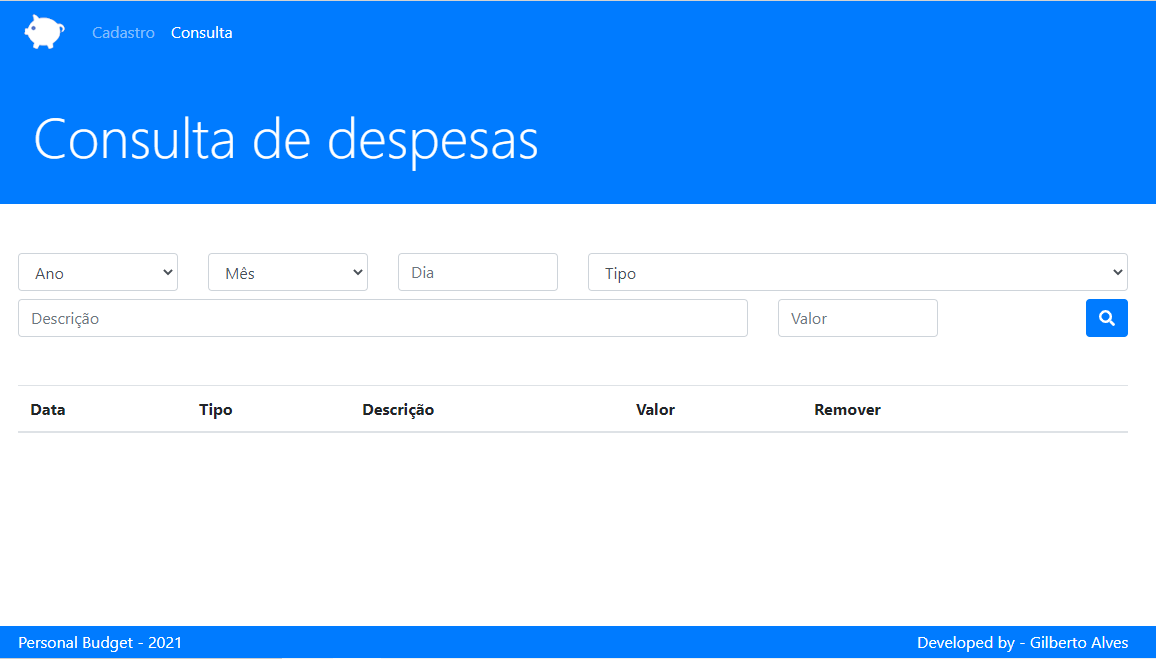 Cadastro Consulta
Consulta de despesas
Ano Mês Dia Tipo
Descrição Valor
Data Tipo Descrição Valor Remover
Personal Budget - 2021 Developed by - Gilberto Alves